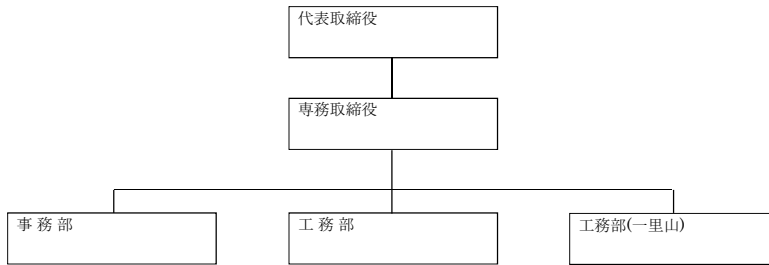 代表取締役
専務取締役
事 務 部
工 務 部
工務部(一里山)